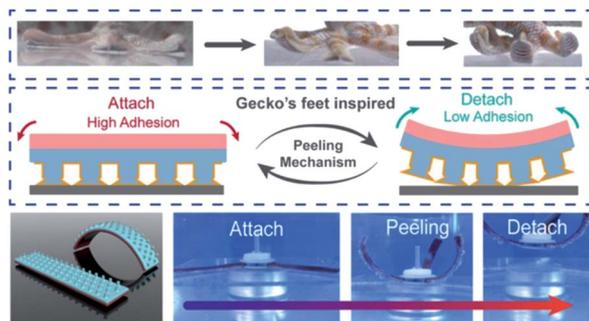 Attach
High Adhesion
Gecko's feet inspired
Peeling
Mechanism
Detach
Low Adhesion
Attach
Peeling
Detach